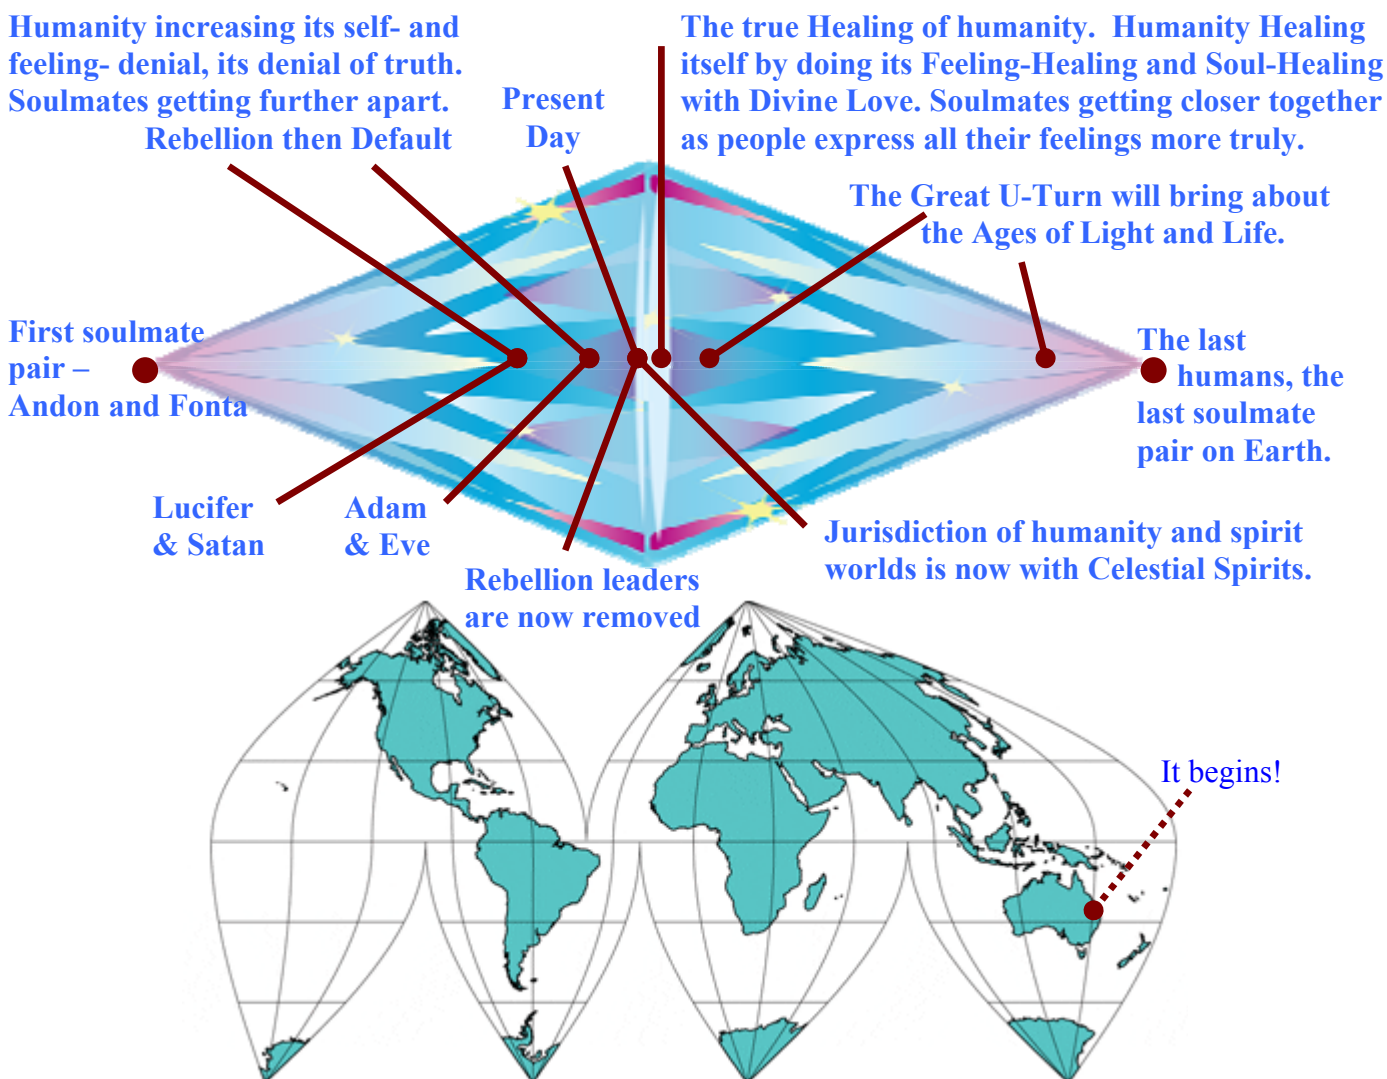 Humanity increasing its self- and
feeling- denial, its denial of truth.
Soulmates getting further apart.
Rebellion then Default
Present
Day
The true Healing of humanity.  Humanity Healing
itself by doing its Feeling-Healing and Soul-Healing
with Divine Love. Soulmates getting closer together
as people express all their feelings more truly.
The Great U-Turn will bring about
the Ages of Light and Life.
First soulmate
pair –
Andon and Fonta
The last
humans, the
last soulmate
pair on Earth.
Lucifer
& Satan
Adam
& Eve
Rebellion leaders
are now removed
Jurisdiction of humanity and spirit
worlds is now with Celestial Spirits.
It begins!